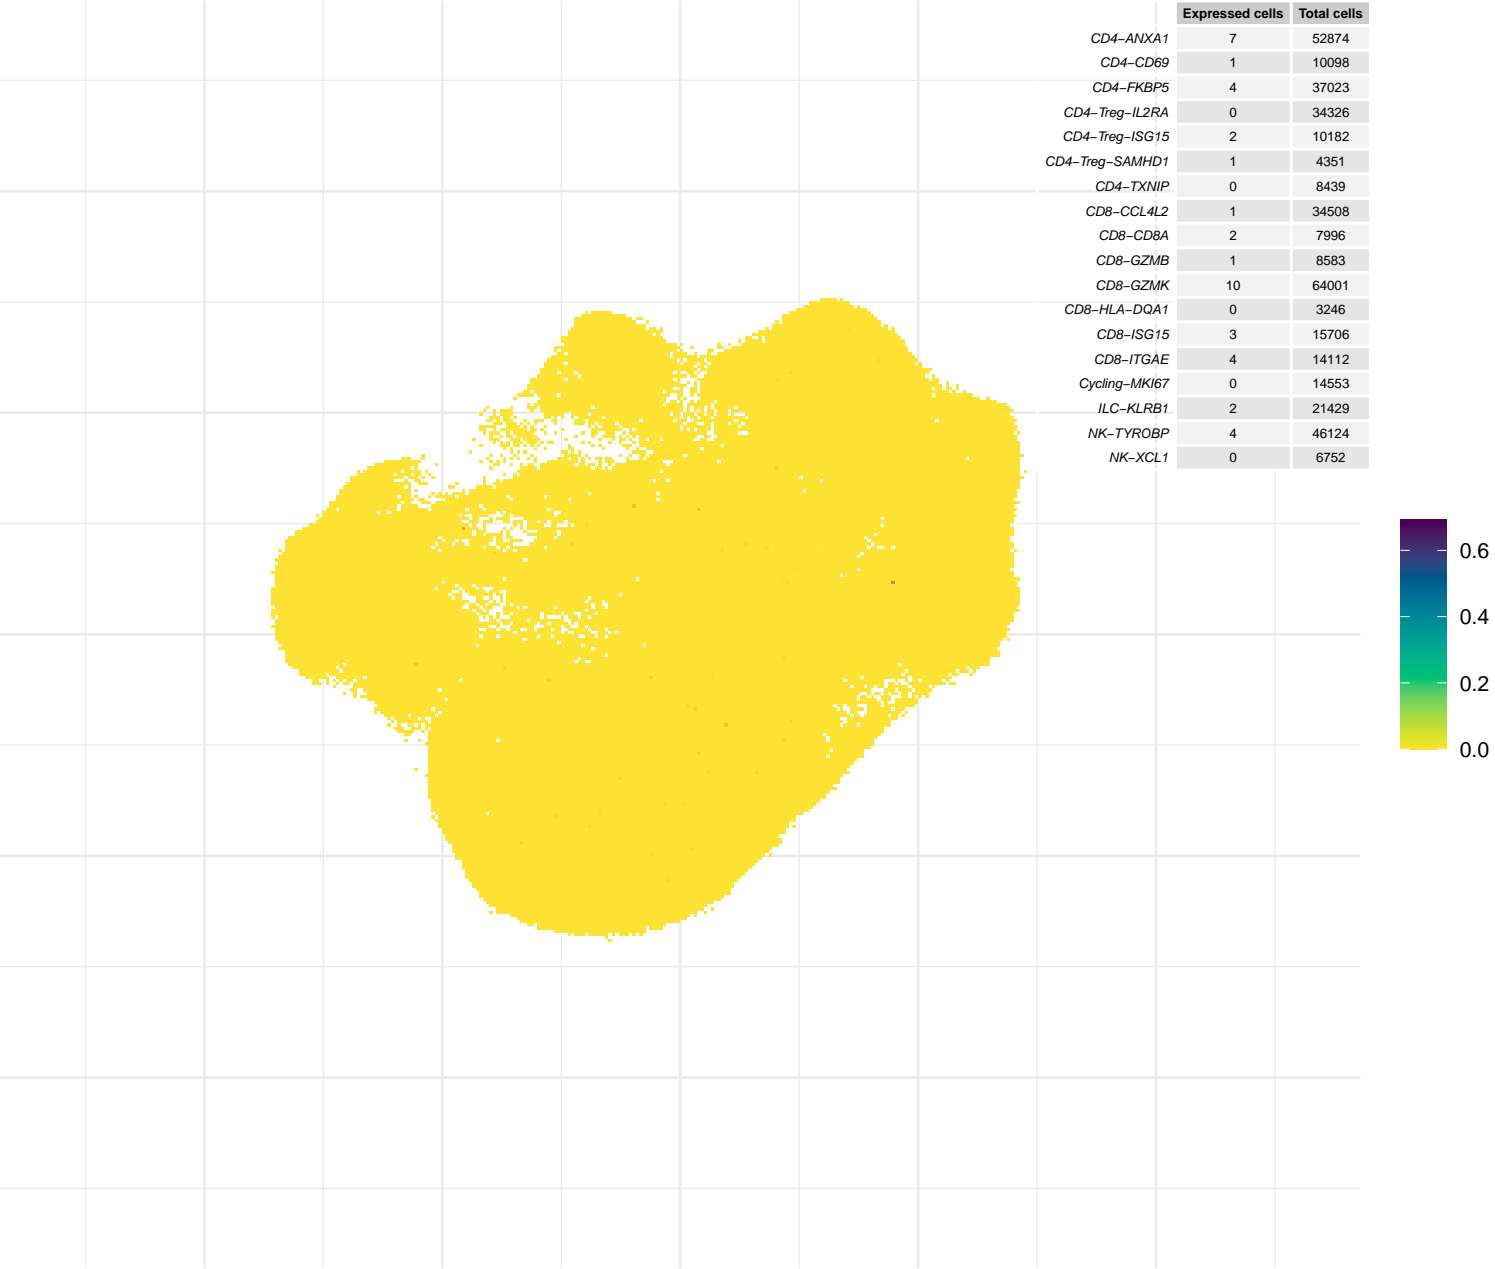 Expressed cells Total cells
CD4−ANXA1 7 52874
CD4−CD69 1 10098
CD4−FKBP5 4 37023
CD4−Treg−IL2RA 0 34326
CD4−Treg−ISG15 2 10182
CD4−Treg−SAMHD1 1 4351
CD4−TXNIP 0 8439
CD8−CCL4L2 1 34508
CD8−CD8A 2 7996
CD8−GZMB 1 8583
CD8−GZMK 10 64001
CD8−HLA−DQA1 0 3246
CD8−ISG15 3 15706
CD8−ITGAE 4 14112
Cycling−MKI67 0 14553
ILC−KLRB1 2 21429
NK−TYROBP 4 46124
NK−XCL1 0 6752
0.6
0.4
0.2
0.0